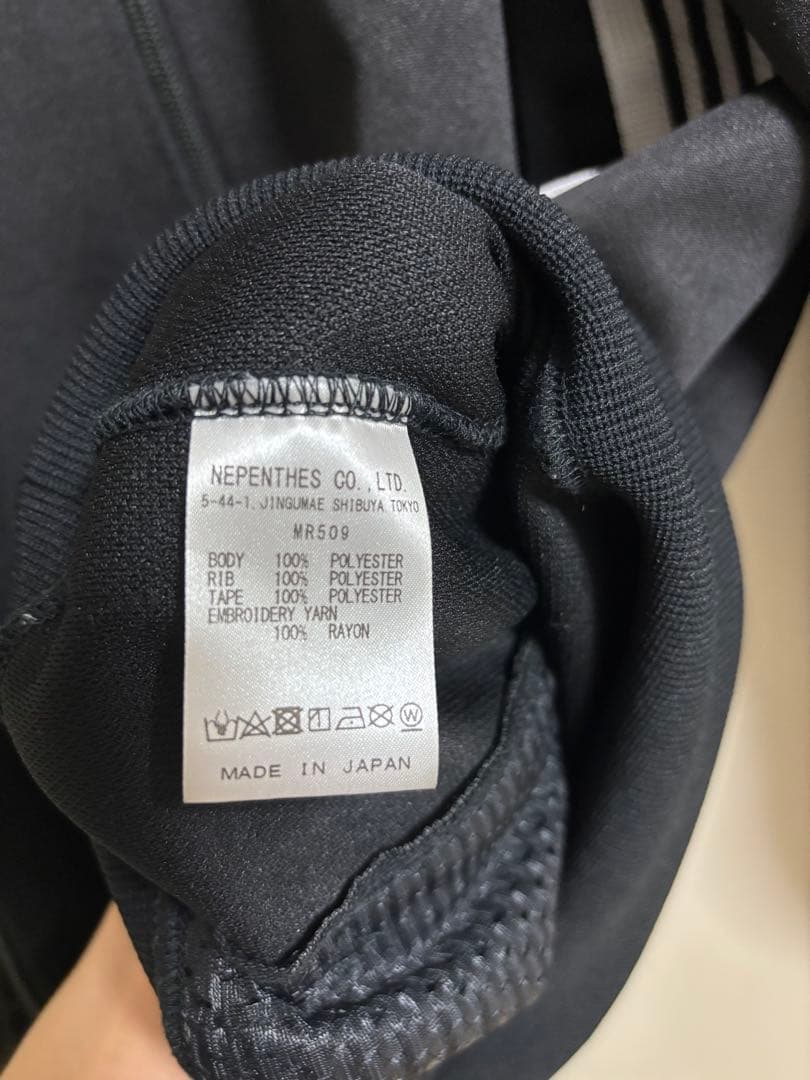 NEPENTHES CO.,LTD.
5-44-1, JINGUMAE SHIBUYA TOKYO
MR509
BODY 100% POLYESTER
RIB 100% POLYESTER
TAPE 100% POLYESTER
EMBROIDERY YARN
100% RAYON
W
MADE IN JAPAN